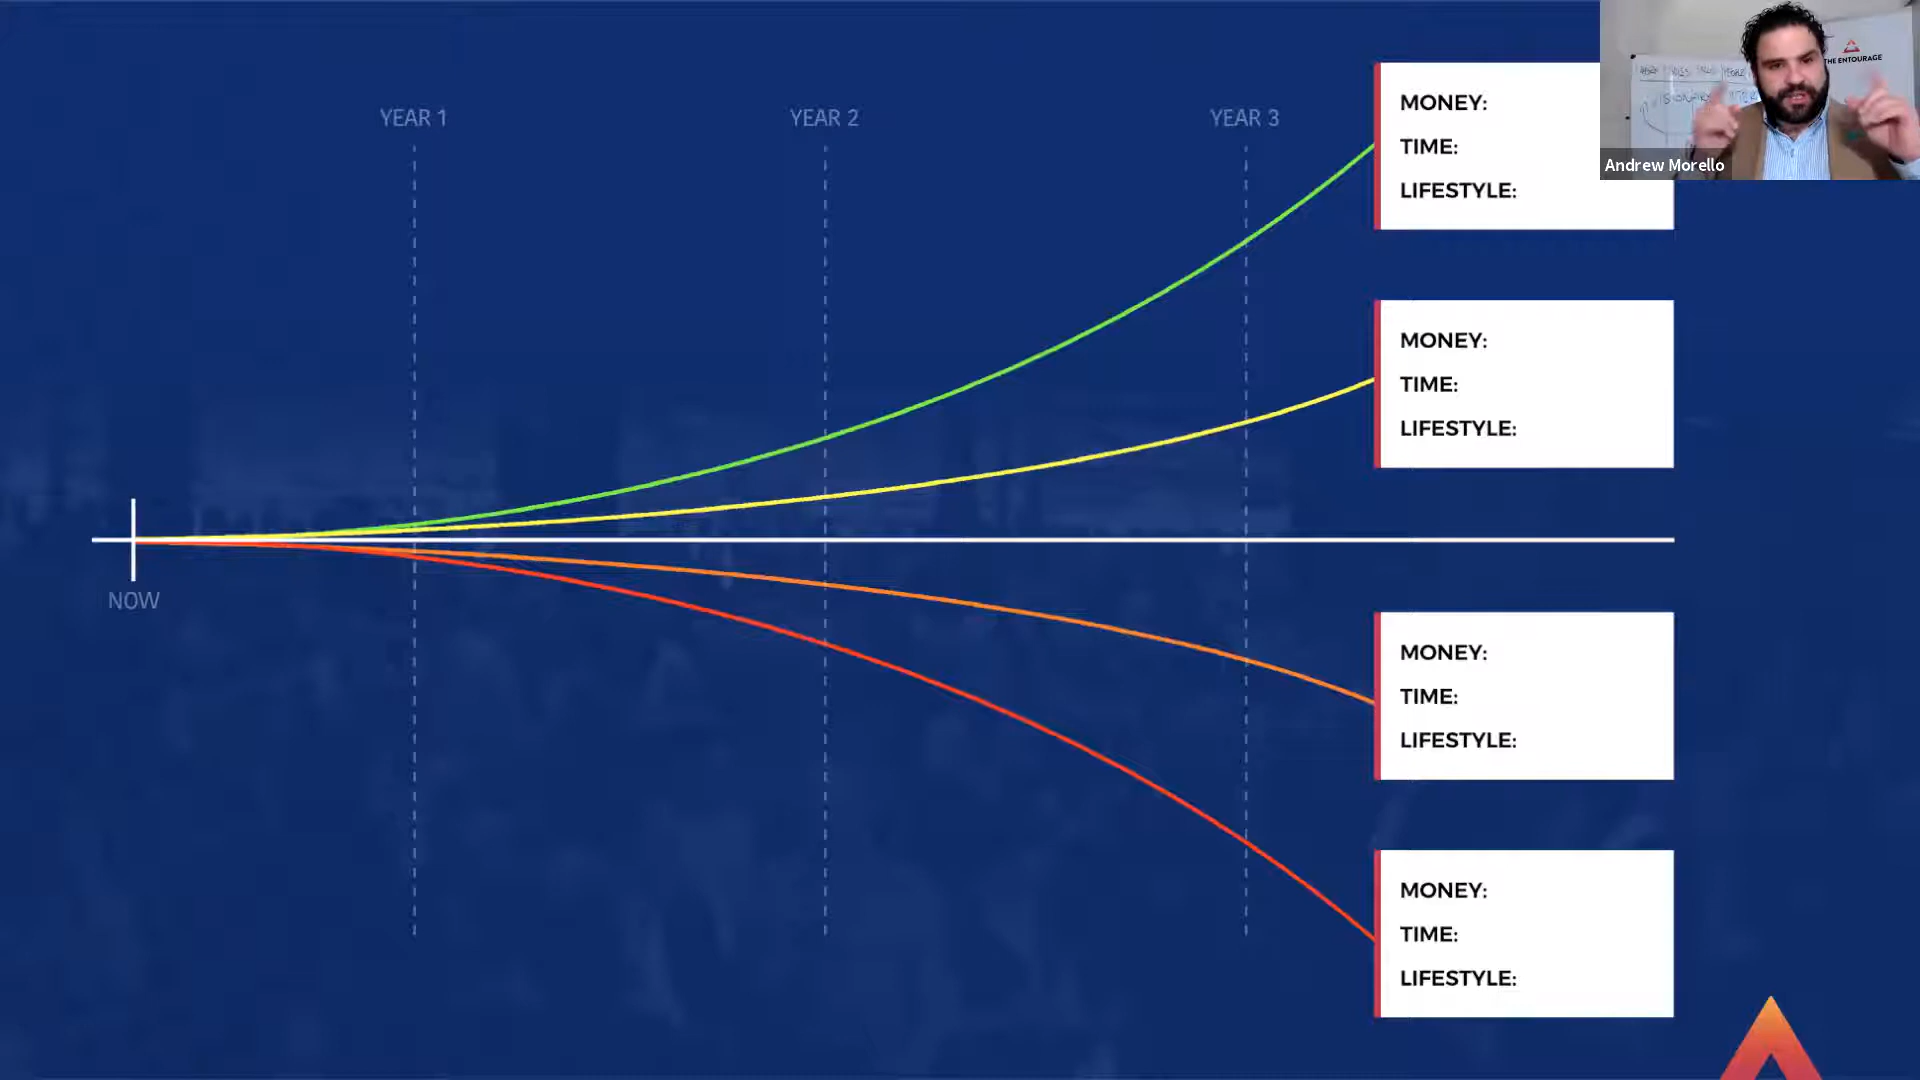 YEAR 1
YEAR 2
YEAR 3
NOW
MONEY:
TIME:
LIFESTYLE:
MONEY:
TIME:
LIFESTYLE:
MONEY:
TIME:
LIFESTYLE:
MONEY:
TIME:
LIFESTYLE:
THE ENTOURAGE
Andrew Morello